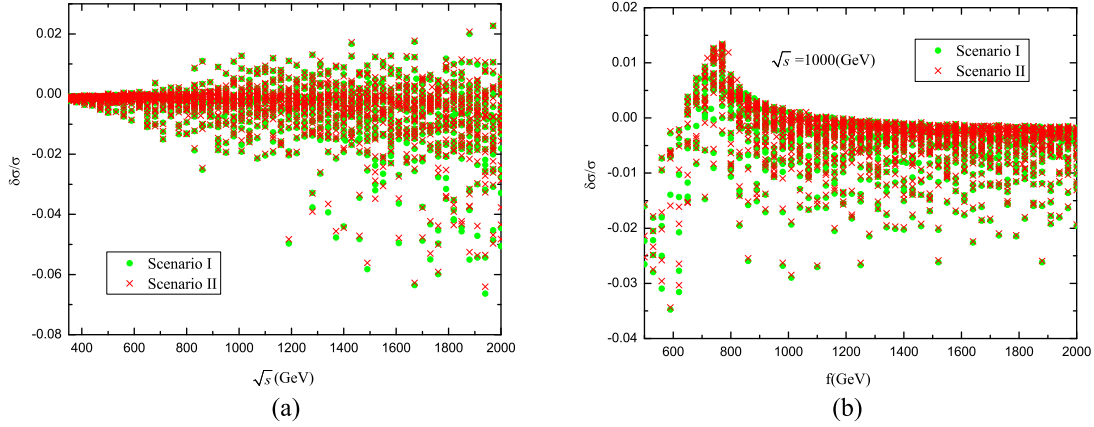 0.02
0.00
-0.02
-0.04
-0.06
-0.08
δσ/σ
Scenario I
Scenario II
400 600 800 1000 1200 1400 1600 1800 2000
√s (GeV)
(a)
0.02
0.01
0.00
-0.01
-0.02
-0.03
-0.04
δσ/σ
√s =1000(GeV)
Scenario I
Scenario II
600 800 1000 1200 1400 1600 1800 2000
f(GeV)
(b)